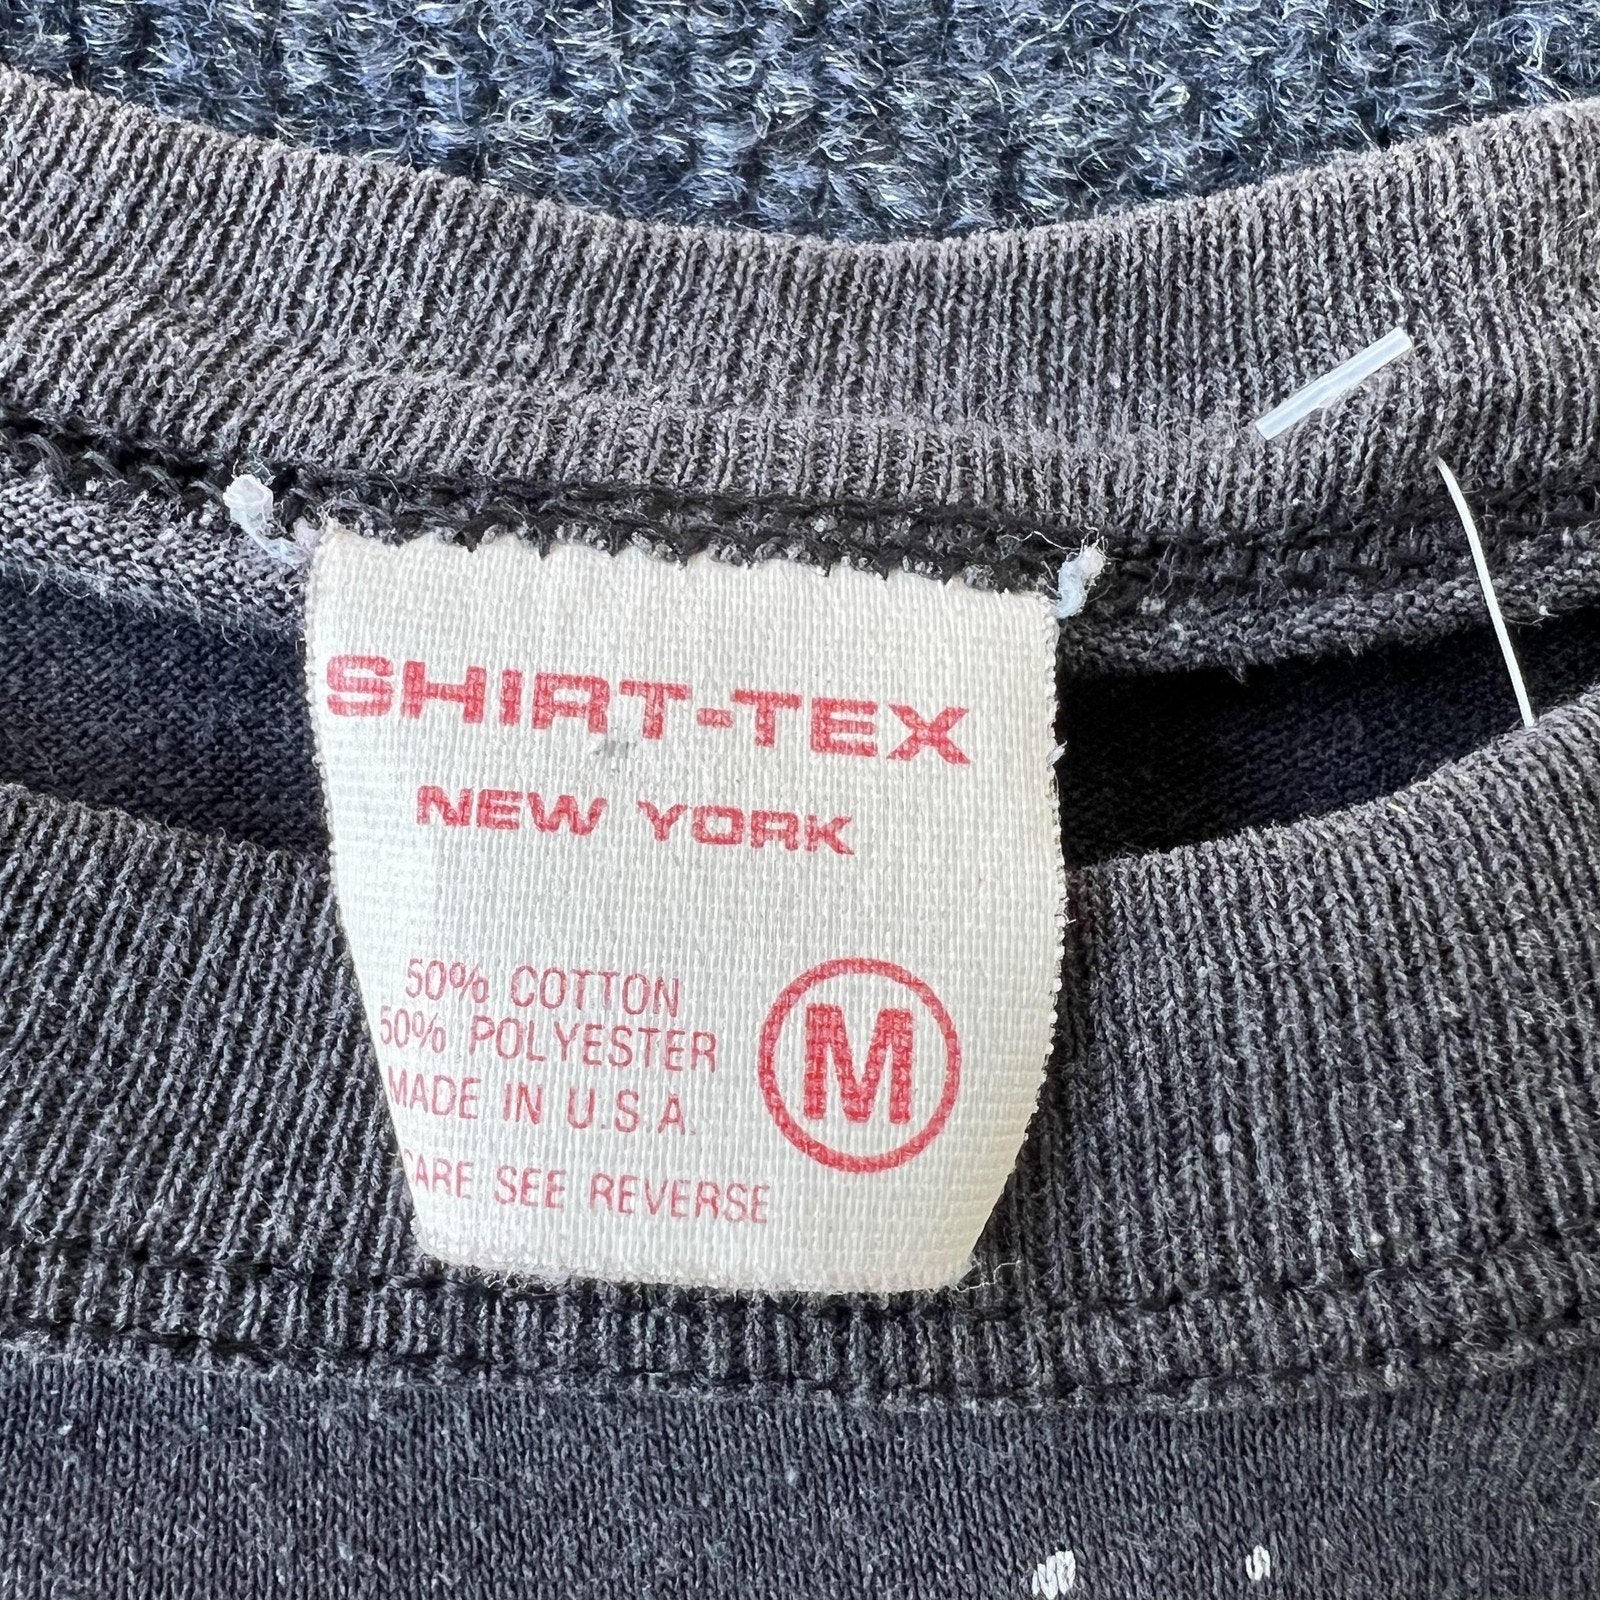 SHIRT-TEX
NEW YORK
50% COTTON
50% POLYESTER
MADE IN U.S.A.
CARE SEE REVERSE
M